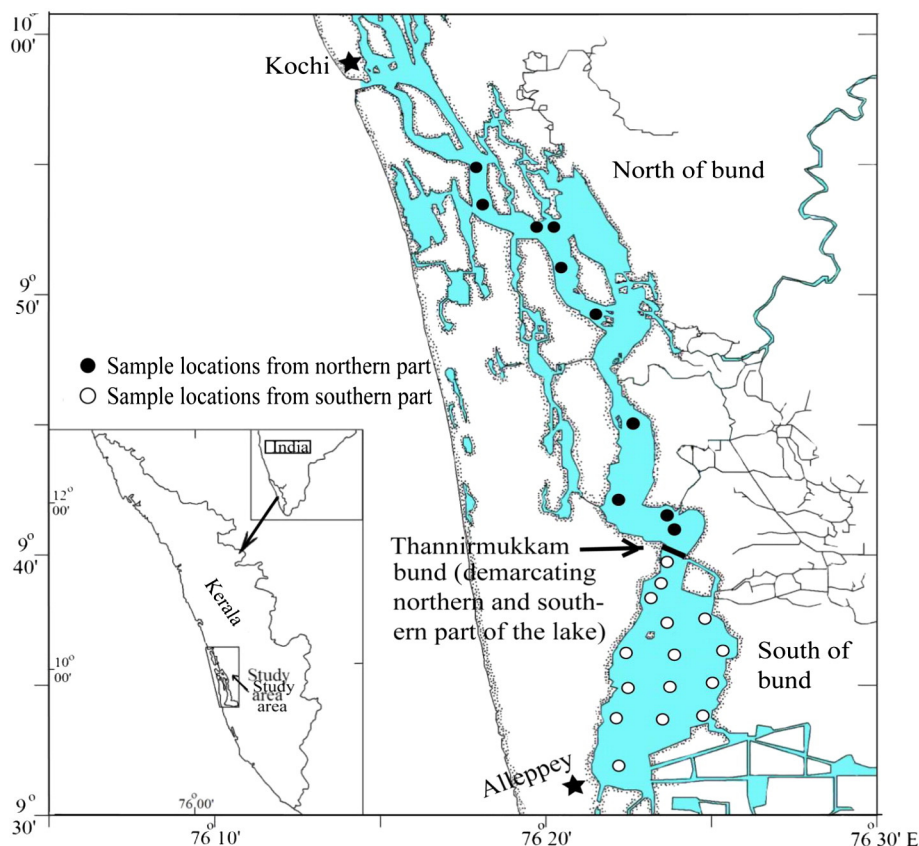 10°
00'
Kochi
North of bund
9°
50'
Sample locations from northern part
Sample locations from southern part
India
12°
00'
Kerala
10°
00'
Study
Study
area
area
76° 00'
9°
40'
Thannirmukkam
bund (demarcating
northern and south-
ern part of the lake)
South of
bund
Alleppey
9°
30'
76° 10'
76° 20'
76° 30' E